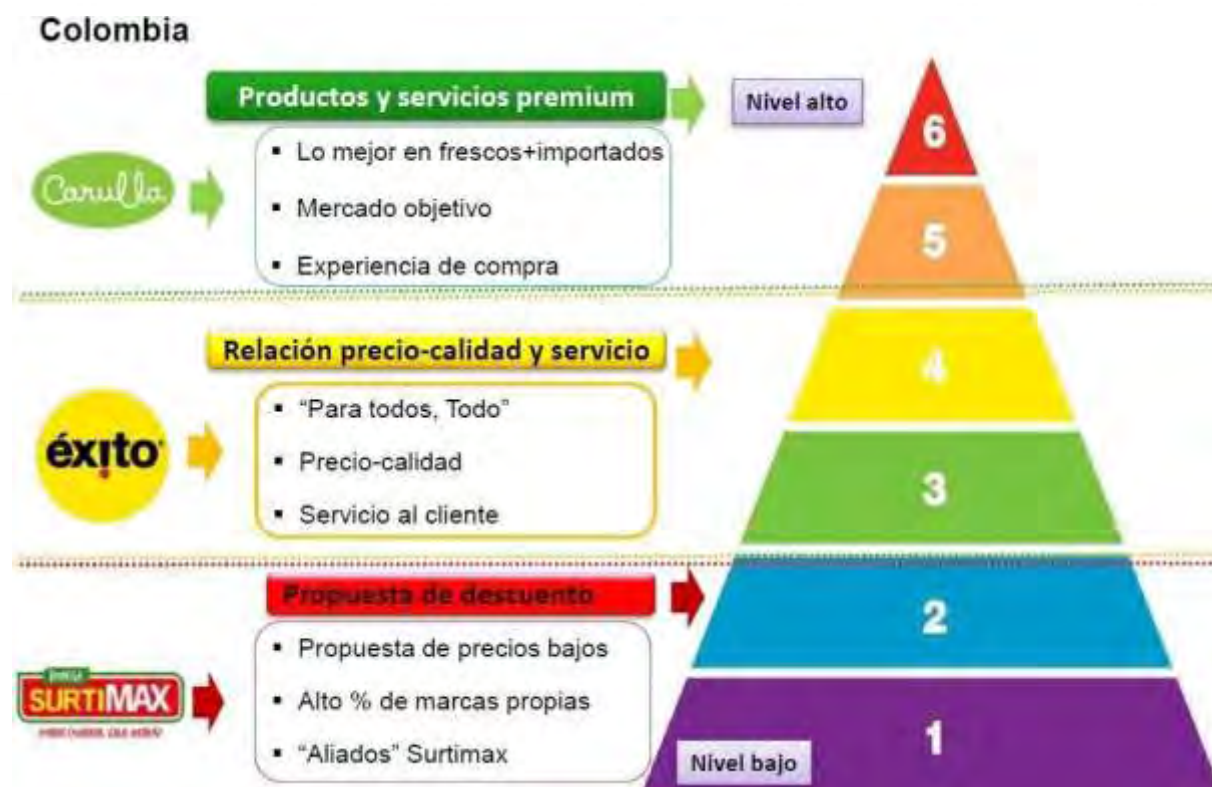 Colombia
Productos y servicios premium
Nivel alto
Carulla
▪ Lo mejor en frescos+importados
▪ Mercado objetivo
▪ Experiencia de compra
6
5
Relación precio-calidad y servicio
éxito
▪ “Para todos, Todo”
▪ Precio-calidad
▪ Servicio al cliente
4
3
Propuesta de descuento
SURTIMAX
▪ Propuesta de precios bajos
▪ Alto % de marcas propias
▪ “Aliados” Surtimax
2
1
Nivel bajo